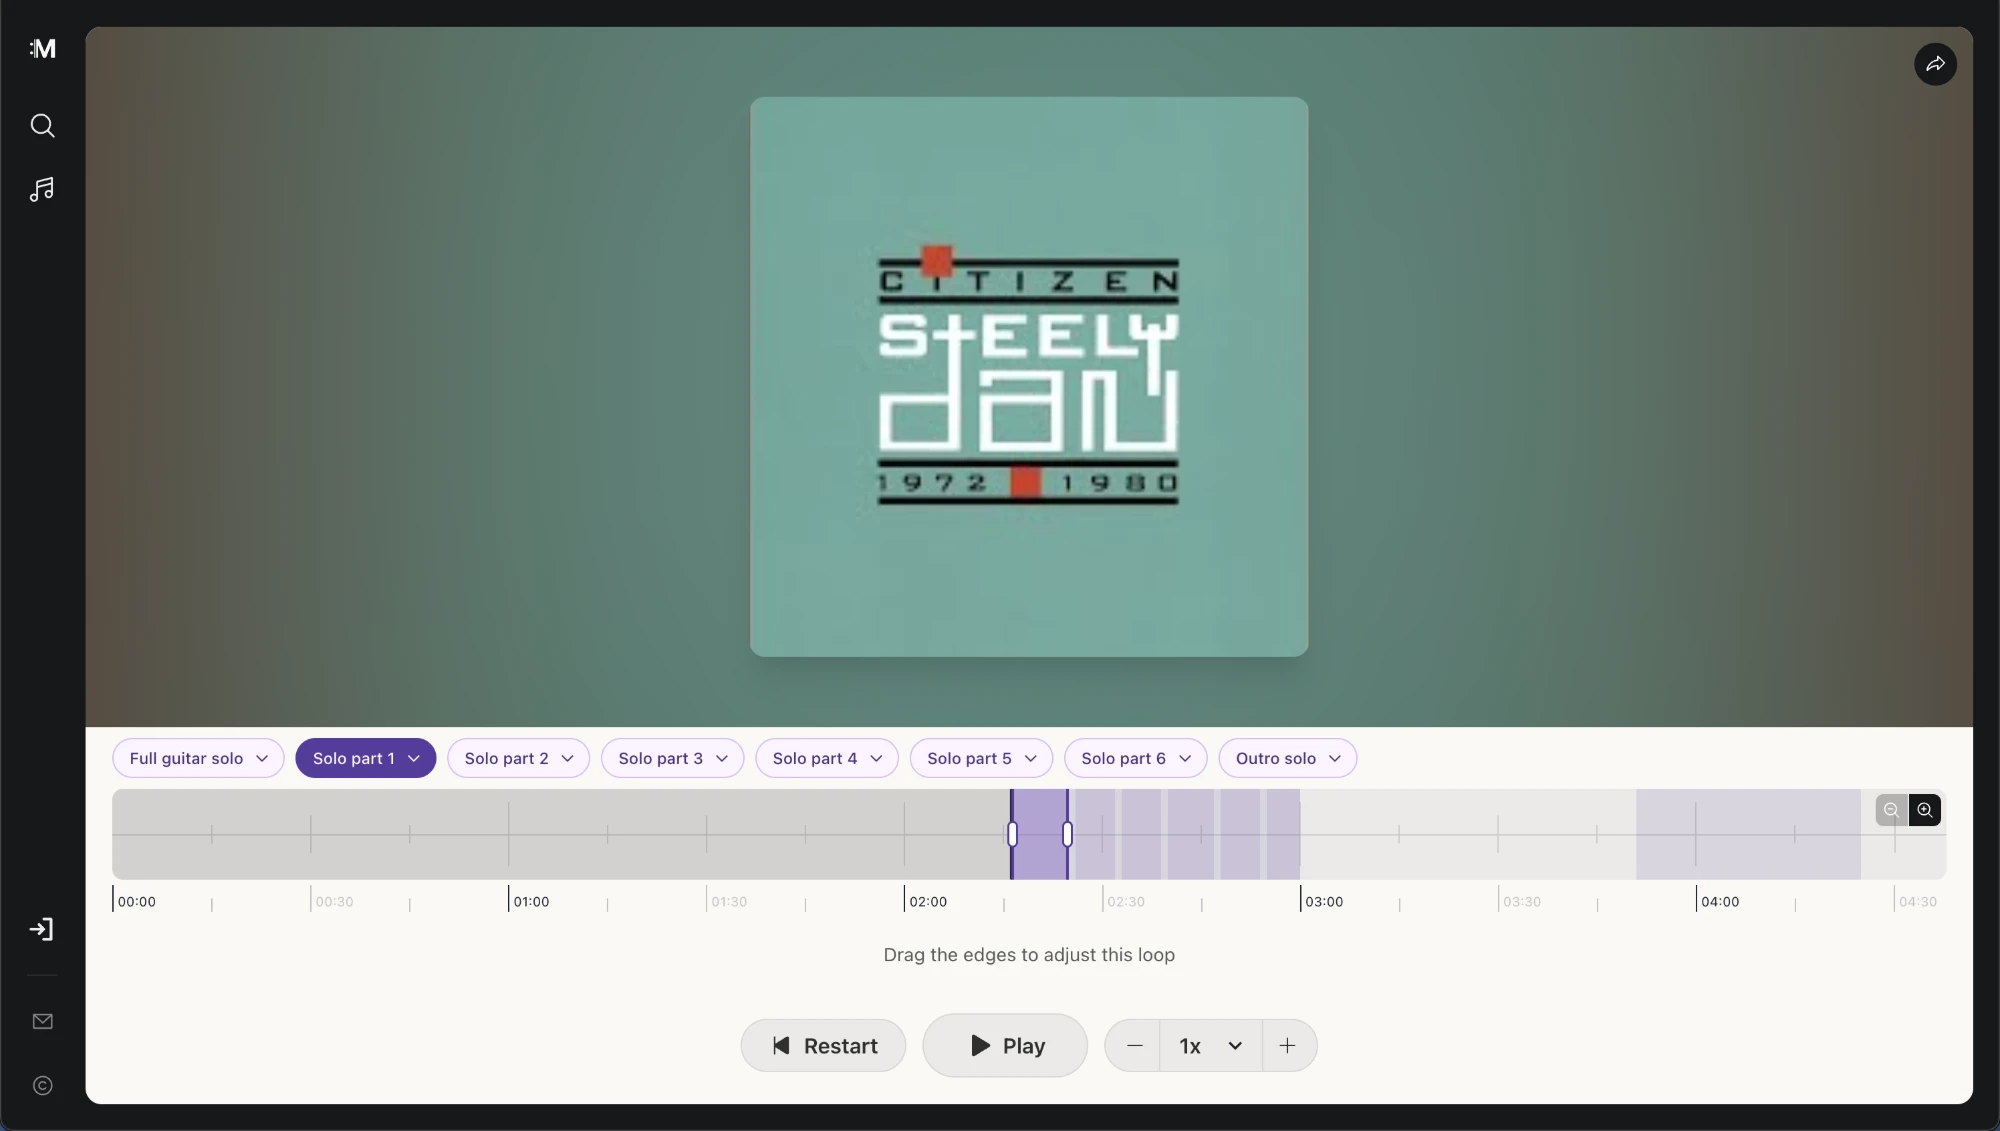 :M
CITIZEN
STEELY
dan
1972 1980
Full guitar solo
Solo part 1
Solo part 2
Solo part 3
Solo part 4
Solo part 5
Solo part 6
Outro solo
00:00 00:30 01:00 01:30 02:00 02:30 03:00 03:30 04:00 04:30
Drag the edges to adjust this loop
Restart
Play
1x